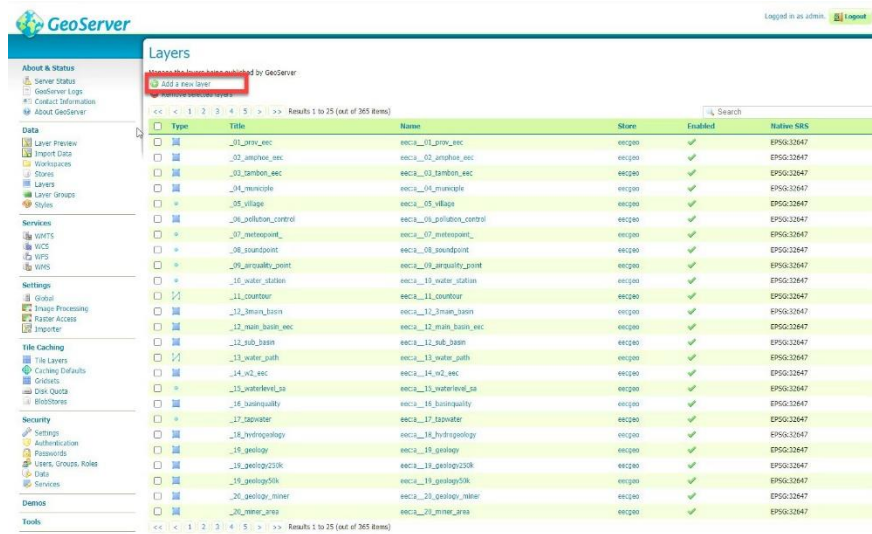 GeoServer
Logged in as admin. Logout
About & Status
Server Status
GeoServer Logs
Contact Information
About GeoServer
Data
Layer Preview
Import Data
Workspaces
Stores
Layers
Layer Groups
Styles
Services
WMTS
WCS
WFS
WMS
Settings
Global
Image Processing
Raster Access
Importer
Tile Caching
Tile Layers
Caching Defaults
Gridsets
Disk Quota
BlobStores
Security
Settings
Authentication
Passwords
Users, Groups, Roles
Data
Services
Demos
Tools
Layers
Manage the layers being published by GeoServer
Add a new layer
Remove selected layers
<< < 1 2 3 4 5 > >> Results 1 to 25 (out of 365 items) Search
Type Title Name Store Enabled Native SRS
_01_prov_eec eec:a__01_prov_eec eecgeo EPSG:32647
_02_amphoe_eec eec:a__02_amphoe_eec eecgeo EPSG:32647
_03_tambon_eec eec:a__03_tambon_eec eecgeo EPSG:32647
_04_municiple eec:a__04_municiple eecgeo EPSG:32647
_05_village eec:a__05_village eecgeo EPSG:32647
_06_pollution_control eec:a__06_pollution_control eecgeo EPSG:32647
_07_meteopoint_ eec:a__07_meteopoint_ eecgeo EPSG:32647
_08_soundpoint eec:a__08_soundpoint eecgeo EPSG:32647
_09_airquality_point eec:a__09_airquality_point eecgeo EPSG:32647
_10_water_station eec:a__10_water_station eecgeo EPSG:32647
_11_countour eec:a__11_countour eecgeo EPSG:32647
_12_3main_basin eec:a__12_3main_basin eecgeo EPSG:32647
_12_main_basin_eec eec:a__12_main_basin_eec eecgeo EPSG:32647
_12_sub_basin eec:a__12_sub_basin eecgeo EPSG:32647
_13_water_path eec:a__13_water_path eecgeo EPSG:32647
_14_w2_eec eec:a__14_w2_eec eecgeo EPSG:32647
_15_waterlevel_sa eec:a__15_waterlevel_sa eecgeo EPSG:32647
_16_basinquality eec:a__16_basinquality eecgeo EPSG:32647
_17_tapwater eec:a__17_tapwater eecgeo EPSG:32647
_18_hydrogeology eec:a__18_hydrogeology eecgeo EPSG:32647
_19_geology eec:a__19_geology eecgeo EPSG:32647
_19_geology250k eec:a__19_geology250k eecgeo EPSG:32647
_19_geology50k eec:a__19_geology50k eecgeo EPSG:32647
_20_geology_miner eec:a__20_geology_miner eecgeo EPSG:32647
_20_miner_area eec:a__20_miner_area eecgeo EPSG:32647
<< < 1 2 3 4 5 > >> Results 1 to 25 (out of 365 items)